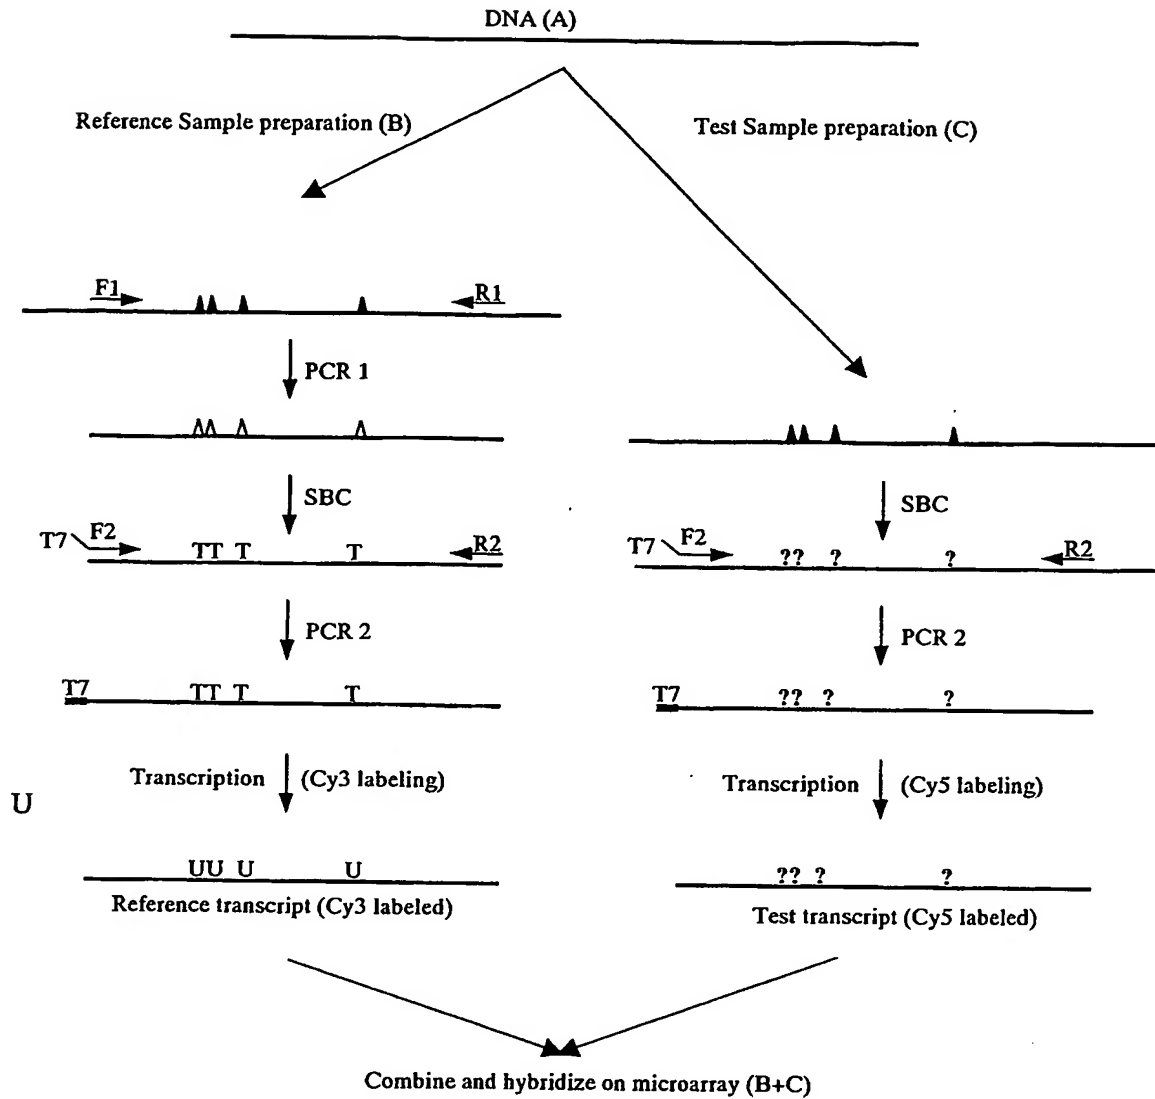 DNA (A)
Reference Sample preparation (B)
Test Sample preparation (C)
F1
R1
PCR 1
SBC
SBC
T7
F2
TT T
T
R2
T7
F2
?? ?
?
R2
PCR 2
PCR 2
T7
TT T
T
T7
?? ?
?
Transcription
(Cy3 labeling)
Transcription
(Cy5 labeling)
U
UU U
U
?? ?
?
Reference transcript (Cy3 labeled)
Test transcript (Cy5 labeled)
Combine and hybridize on microarray (B+C)